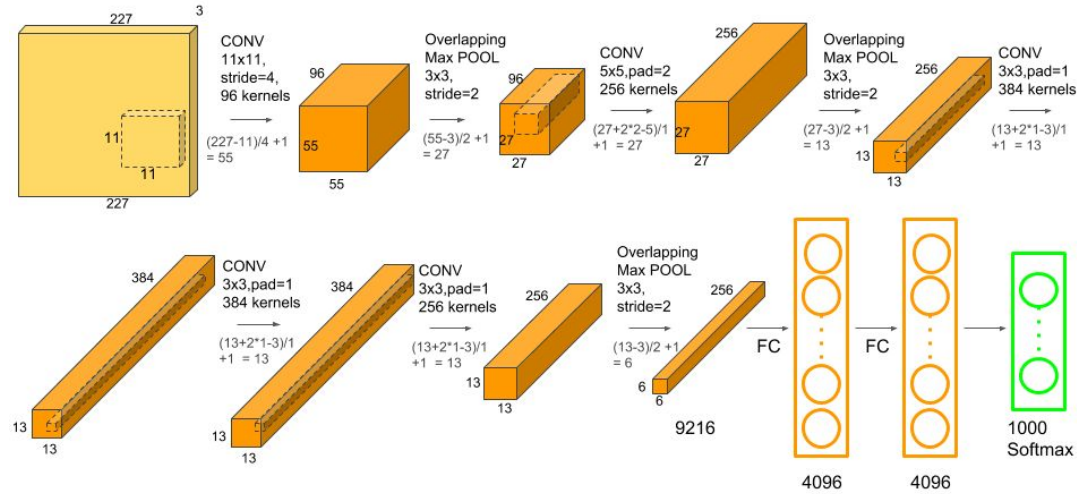 227
3
11
11
227
CONV
11x11,
stride=4,
96 kernels
(227-11)/4 +1
= 55
96
55
55
Overlapping
Max POOL
3x3,
stride=2
(55-3)/2 +1
= 27
96
27
27
CONV
5x5,pad=2
256 kernels
(27+2*2-5)/1
+1 = 27
256
27
27
Overlapping
Max POOL
3x3,
stride=2
(27-3)/2 +1
= 13
256
13
13
CONV
3x3,pad=1
384 kernels
(13+2*1-3)/1
+1 = 13
384
13
13
CONV
3x3,pad=1
384 kernels
(13+2*1-3)/1
+1 = 13
384
13
13
CONV
3x3,pad=1
256 kernels
(13+2*1-3)/1
+1 = 13
256
13
13
Overlapping
Max POOL
3x3,
stride=2
(13-3)/2 +1
= 6
256
6
6
9216
FC
4096
FC
4096
1000
Softmax